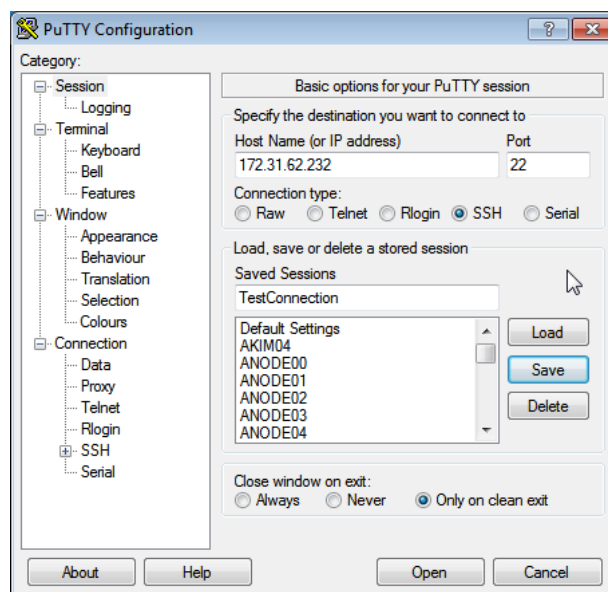 PuTTY Configuration
Category:
Session
Logging
Terminal
Keyboard
Bell
Features
Window
Appearance
Behaviour
Translation
Selection
Colours
Connection
Data
Proxy
Telnet
Rlogin
SSH
Serial
Basic options for your PuTTY session
Specify the destination you want to connect to
Host Name (or IP address) Port
172.31.62.232 22
Connection type:
Raw Telnet Rlogin SSH Serial
Load, save or delete a stored session
Saved Sessions
TestConnection
Default Settings
AKIM04
ANODE00
ANODE01
ANODE02
ANODE03
ANODE04
Load
Save
Delete
Close window on exit:
Always Never Only on clean exit
About Help Open Cancel